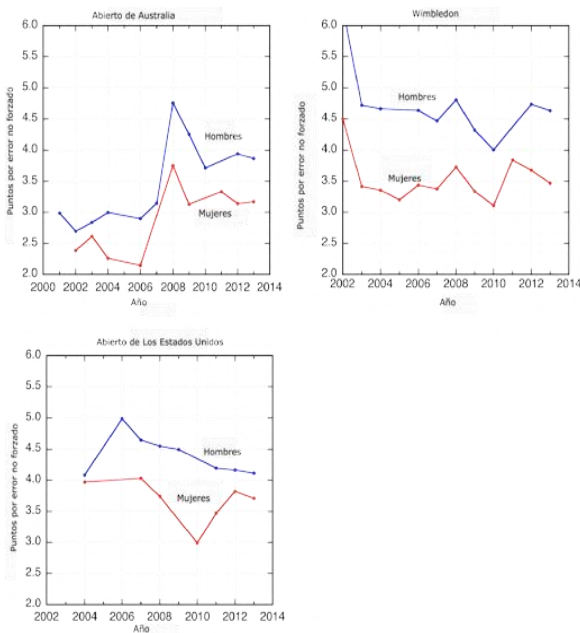 Abierto de Australia
Puntos por error no forzado
6.0
5.5
5.0
4.5
4.0
3.5
3.0
2.5
2.0
Hombres
Mujeres
2000 2002 2004 2006 2008 2010 2012 2014
Año
Wimbledon
Puntos por error no forzado
6.0
5.5
5.0
4.5
4.0
3.5
3.0
2.5
2.0
Hombres
Mujeres
2002 2004 2006 2008 2010 2012 2014
Año
Abierto de Los Estados Unidos
Puntos por error no forzado
6.0
5.5
5.0
4.5
4.0
3.5
3.0
2.5
2.0
Hombres
Mujeres
2002 2004 2006 2008 2010 2012 2014
Año